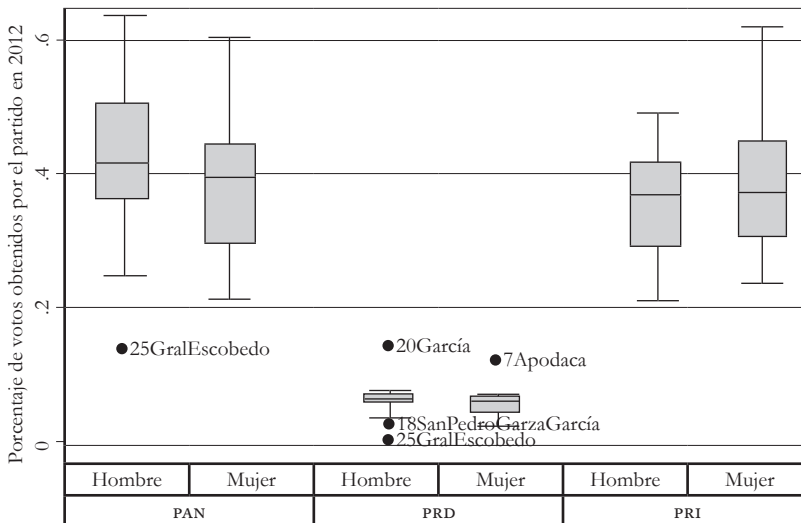 Porcentaje de votos obtenidos por el partido en 2012
.6
.4
.2
0
25GralEscobedo
20García
7Apodaca
18SanPedroGarzaGarcía
25GralEscobedo
Hombre Mujer Hombre Mujer Hombre Mujer
PAN PRD PRI